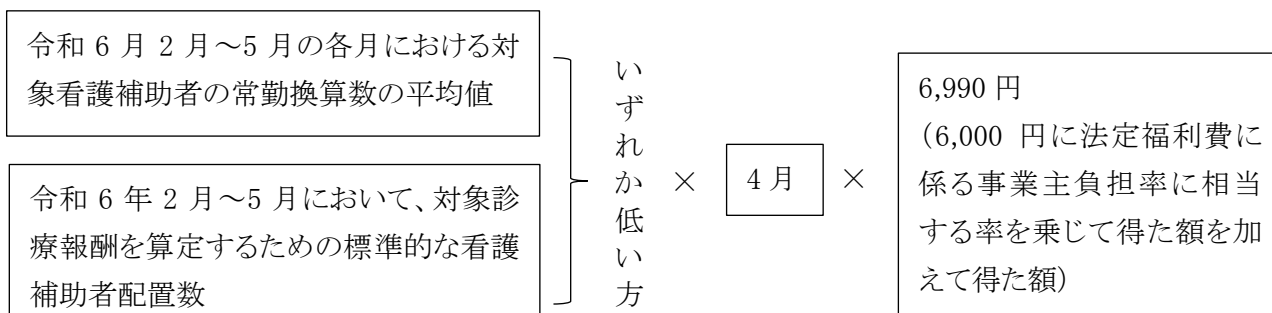 令和 6 月 2 月～5 月の各月における対
象看護補助者の常勤換算数の平均値
令和 6 年 2 月～5 月において、対象診
療報酬を算定するための標準的な看護
補助者配置数
いずれか低い方
×
4 月
×
6,990 円
（6,000 円に法定福利費に
係る事業主負担率に相当
する率を乗じて得た額を加
えて得た額）